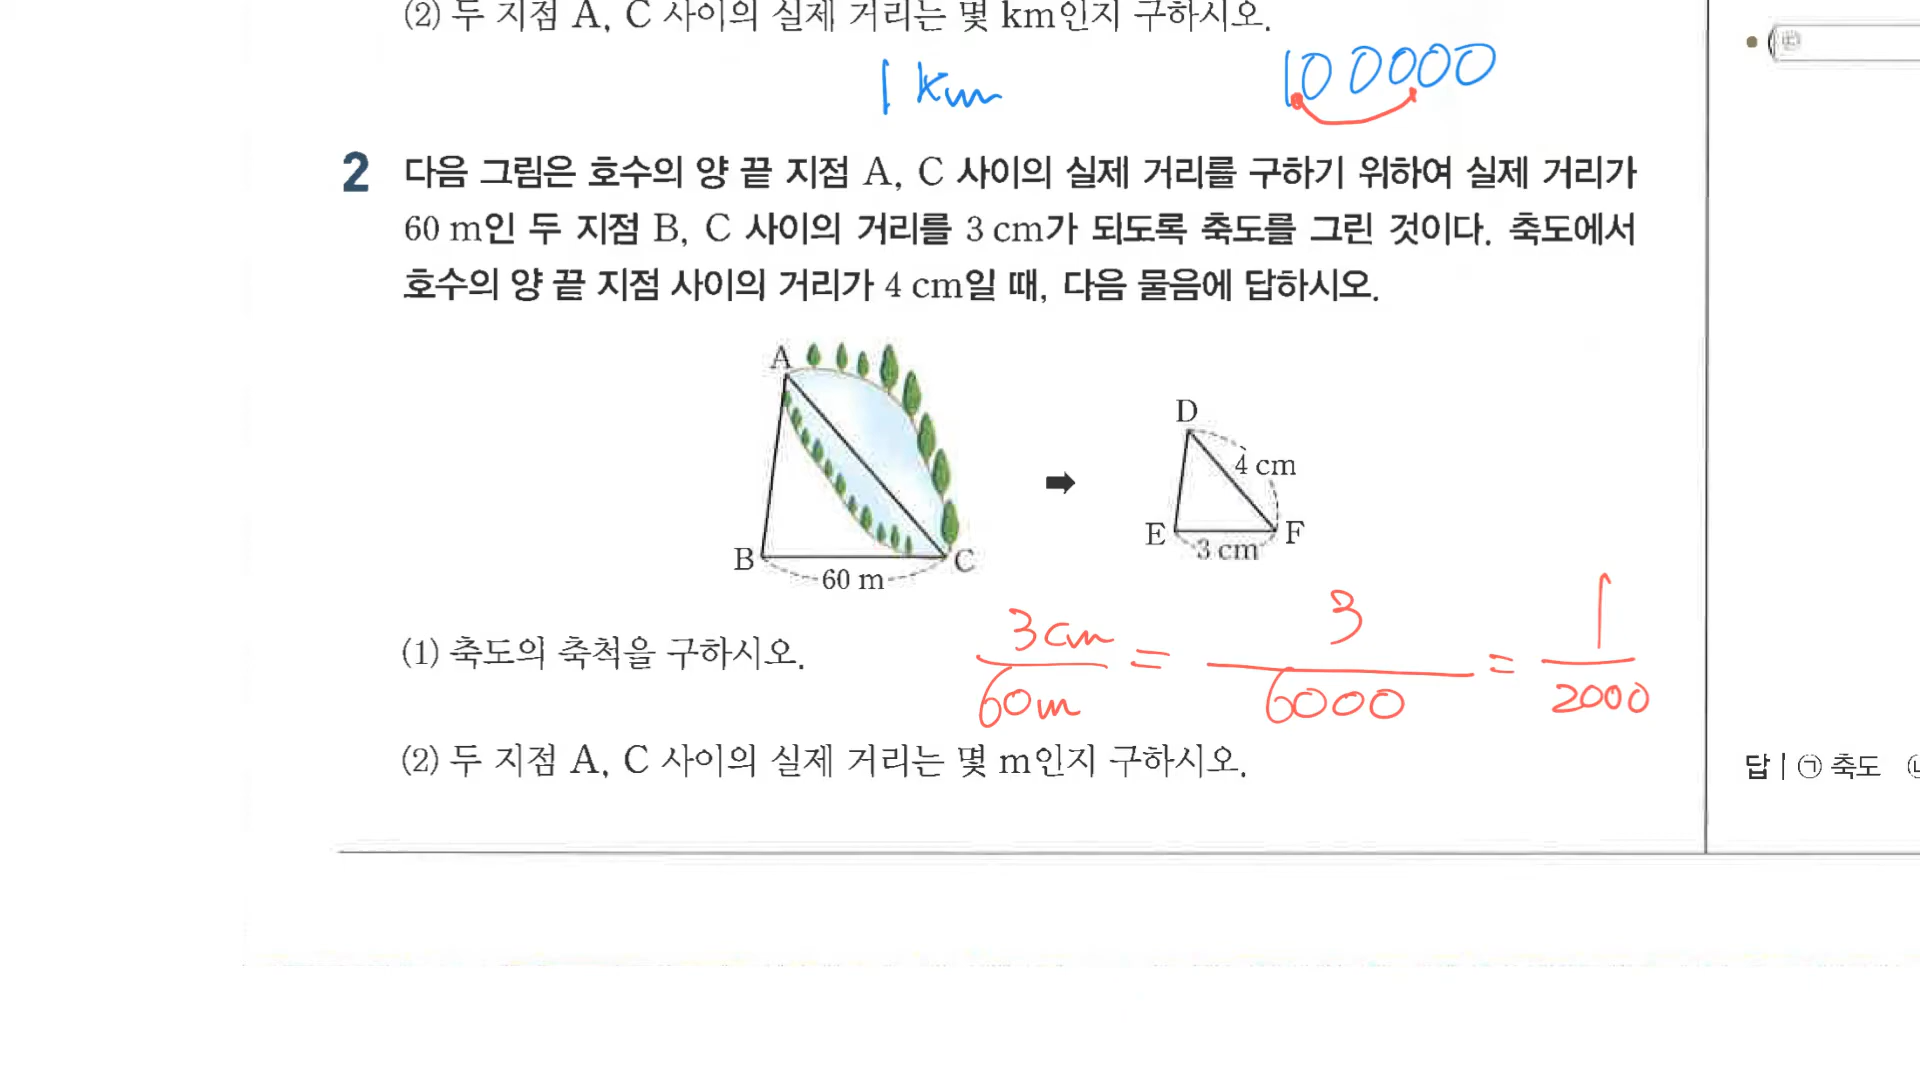 (2) 두 지점 A, C 사이의 실제 거리는 몇 km인지 구하시오.
1 km
100000
2 다음 그림은 호수의 양 끝 지점 A, C 사이의 실제 거리를 구하기 위하여 실제 거리가
60 m인 두 지점 B, C 사이의 거리를 3 cm가 되도록 축도를 그린 것이다. 축도에서
호수의 양 끝 지점 사이의 거리가 4 cm일 때, 다음 물음에 답하시오.
A
D
4 cm
E
F
3 cm
B
C
60 m
(1) 축도의 축척을 구하시오.
3cm/60m = 3/6000 = 1/2000
(2) 두 지점 A, C 사이의 실제 거리는 몇 m인지 구하시오.
답 | ㉠ 축도